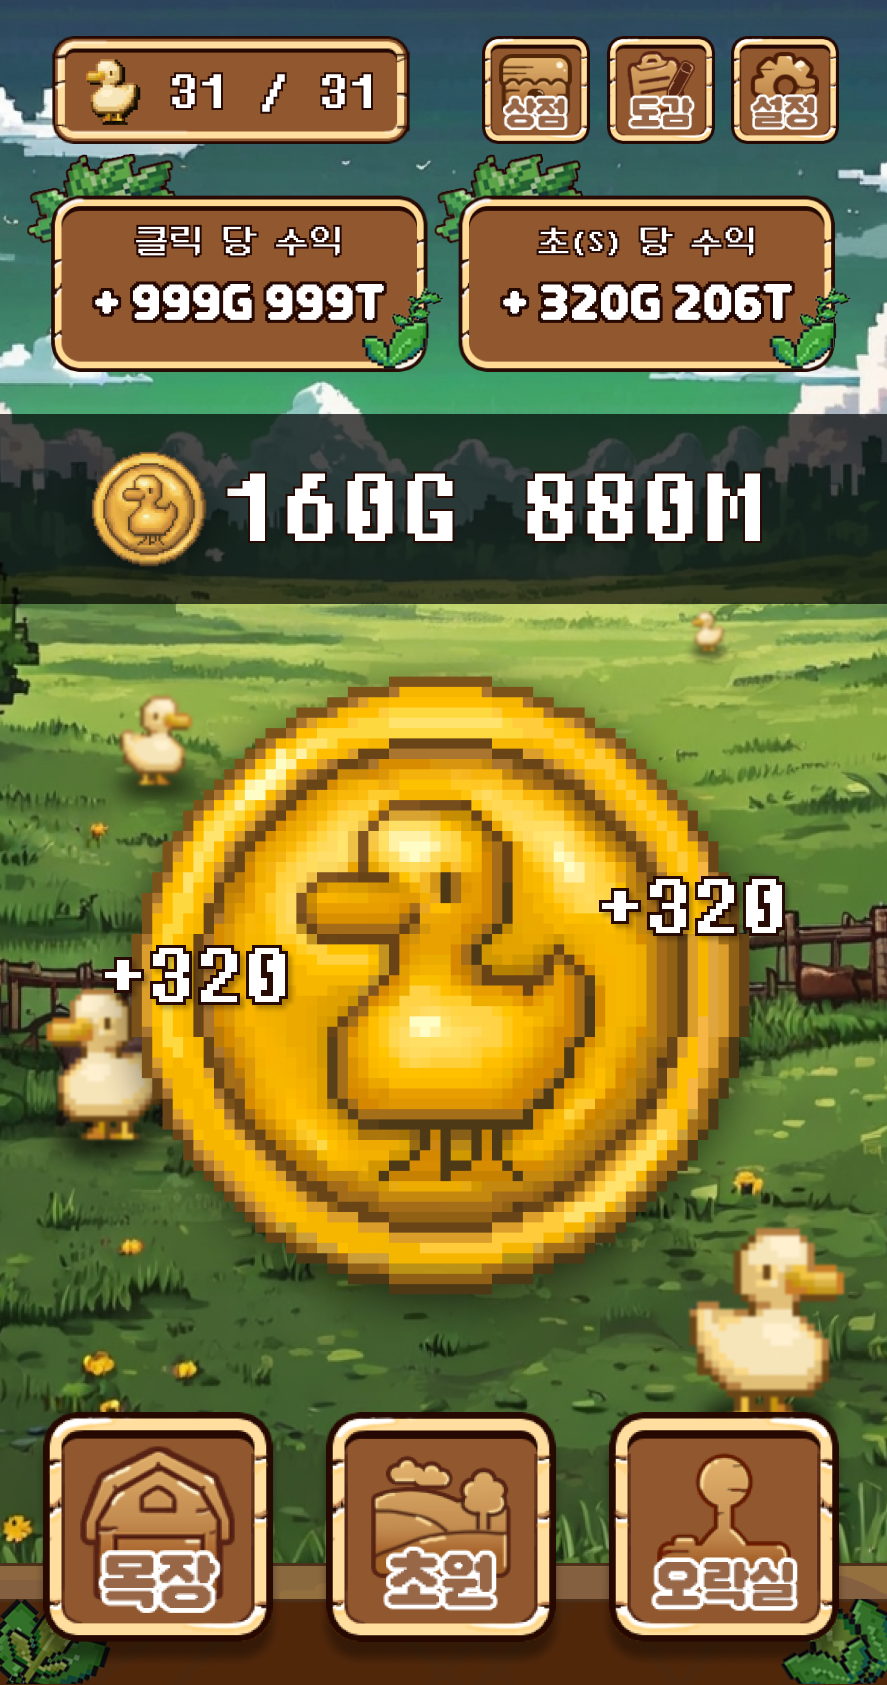 31 / 31
상점
도감
설정
클릭 당 수익
+ 999G 999T
초(S) 당 수익
+ 320G 206T
160G 880M
+320
+320
목장
초원
오락실